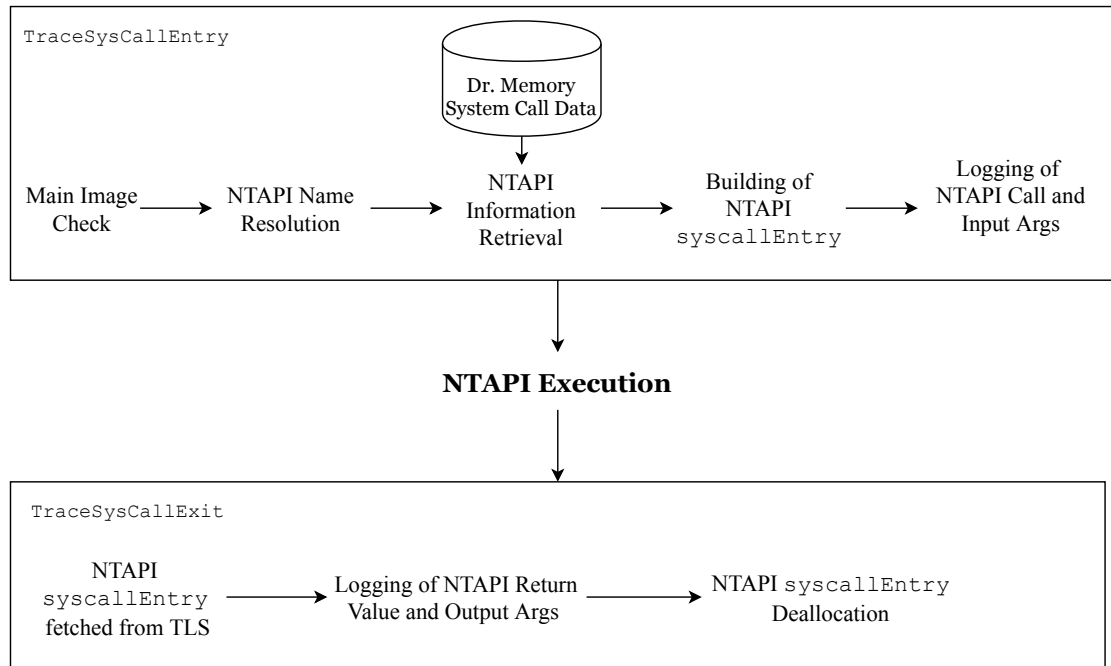 TraceSysCallEntry
Dr. Memory
System Call Data
Main Image
Check
NTAPI Name
Resolution
NTAPI
Information
Retrieval
Building of
NTAPI
syscallEntry
Logging of
NTAPI Call and
Input Args
NTAPI Execution
TraceSysCallExit
NTAPI
syscallEntry
fetched from TLS
Logging of NTAPI Return
Value and Output Args
NTAPI syscallEntry
Deallocation